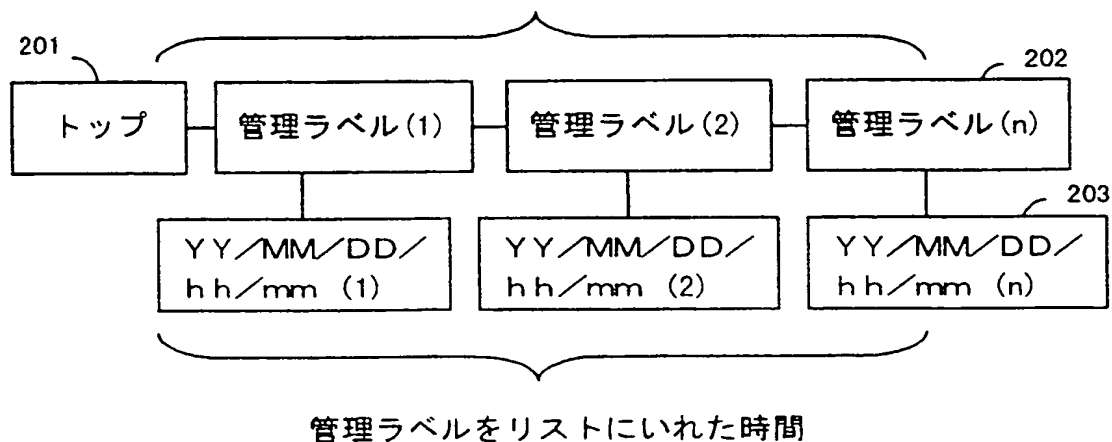 201
202
トップ
管理ラベル(1)
管理ラベル(2)
管理ラベル(n)
203
YY/MM/DD/
hh/mm (1)
YY/MM/DD/
hh/mm (2)
YY/MM/DD/
hh/mm (n)
管理ラベルをリストにいれた時間